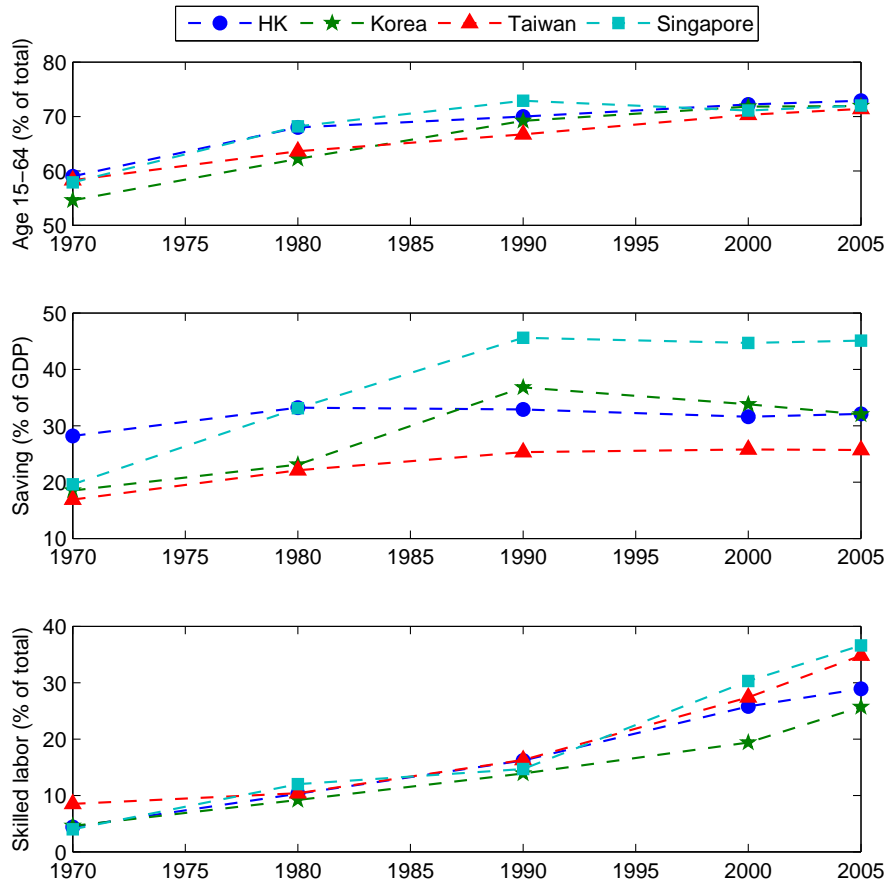 HK Korea Taiwan Singapore
Age 15−64 (% of total)
80
70
60
50
1970 1975 1980 1985 1990 1995 2000 2005
Saving (% of GDP)
50
40
30
20
10
1970 1975 1980 1985 1990 1995 2000 2005
Skilled labor (% of total)
40
30
20
10
0
1970 1975 1980 1985 1990 1995 2000 2005